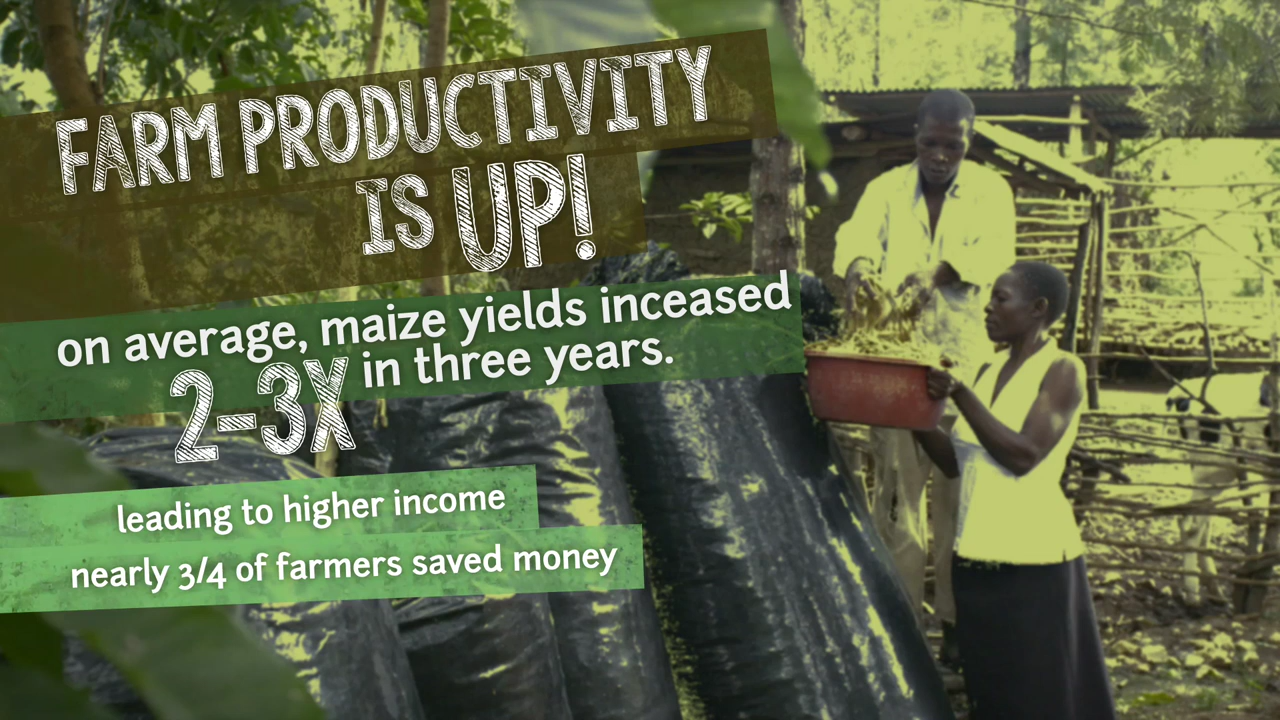 FARM PRODUCTIVITY
IS UP!
on average, maize yields inceased
2-3X in three years.
leading to higher income
nearly 3/4 of farmers saved money